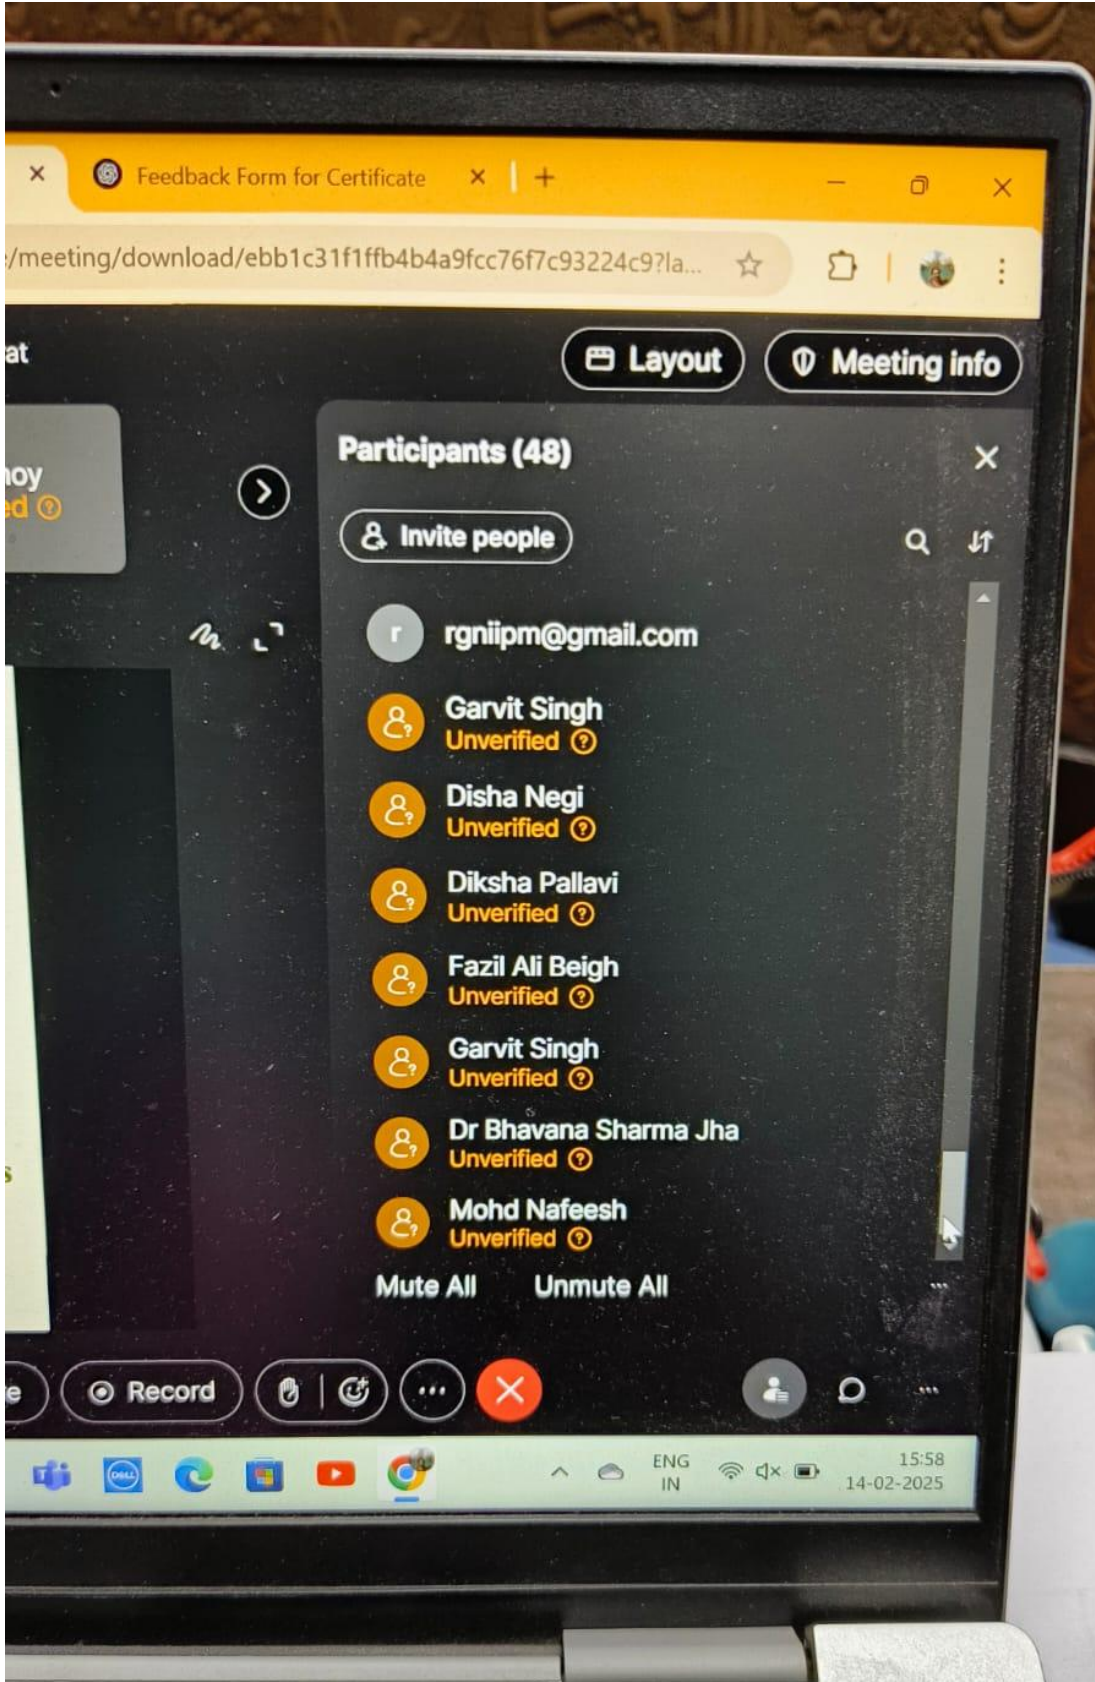 Feedback Form for Certificate
/meeting/download/ebb1c31f1ffb4b4a9fcc76f7c93224c9?la...
at
Layout
Meeting info
Participants (48)
Invite people
r
rgniipm@gmail.com
Garvit Singh
Unverified
Disha Negi
Unverified
Diksha Pallavi
Unverified
Fazil Ali Beigh
Unverified
Garvit Singh
Unverified
Dr Bhavana Sharma Jha
Unverified
Mohd Nafeesh
Unverified
Mute All Unmute All
Record
DELL
ENG
IN
15:58
14-02-2025